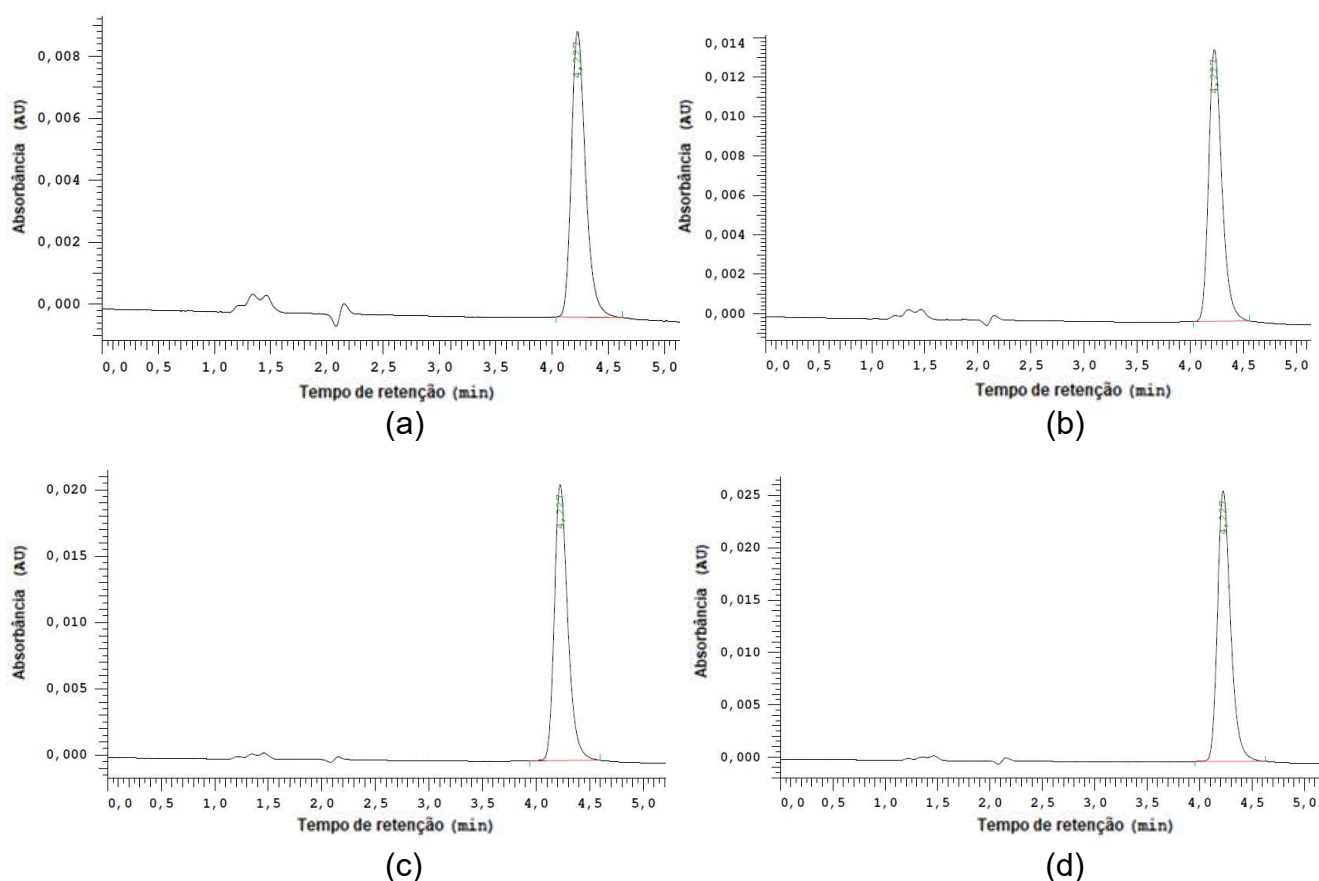 Absorbância (AU)
0,008
0,006
0,004
0,002
0,000
4,227
0,0 0,5 1,0 1,5 2,0 2,5 3,0 3,5 4,0 4,5 5,0
Tempo de retenção (min)
(a)
Absorbância (AU)
0,014
0,012
0,010
0,008
0,006
0,004
0,002
0,000
4,227
0,0 0,5 1,0 1,5 2,0 2,5 3,0 3,5 4,0 4,5 5,0
Tempo de retenção (min)
(b)
Absorbância (AU)
0,020
0,015
0,010
0,005
0,000
4,227
0,0 0,5 1,0 1,5 2,0 2,5 3,0 3,5 4,0 4,5 5,0
Tempo de retenção (min)
(c)
Absorbância (AU)
0,025
0,020
0,015
0,010
0,005
0,000
4,227
0,0 0,5 1,0 1,5 2,0 2,5 3,0 3,5 4,0 4,5 5,0
Tempo de retenção (min)
(d)